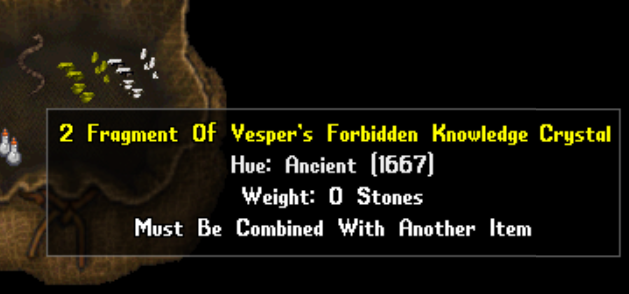 2 Fragment Of Vesper's Forbidden Knowledge Crystal
Hue: Ancient (1667)
Weight: 0 Stones
Must Be Combined With Another Item